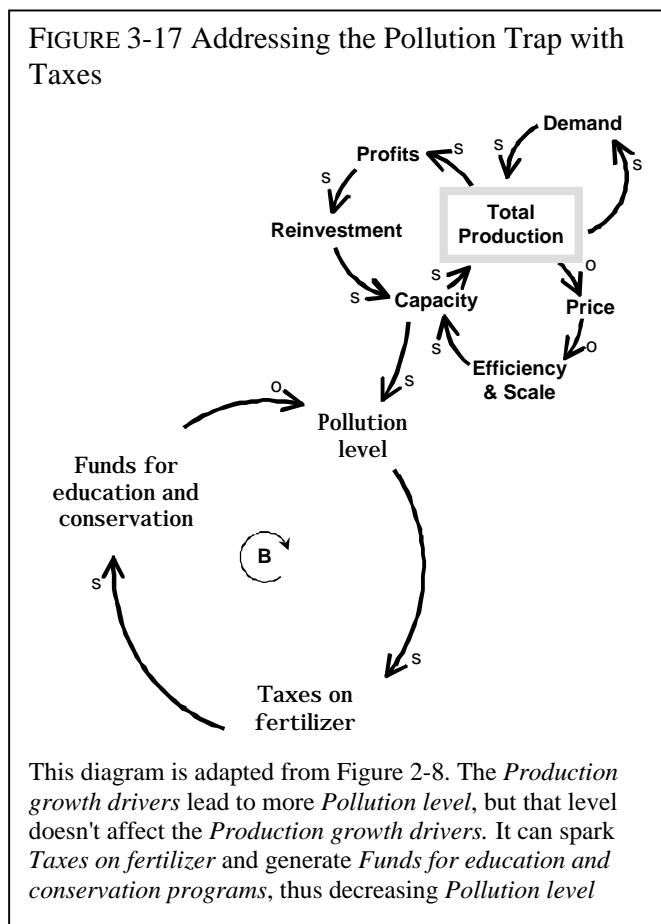 FIGURE 3-17 Addressing the Pollution Trap with
Taxes
Demand
s
s
Profits
s
s
Total
Production
Reinvestment
s
Capacity
s
o
Price
o
s
Efficiency
& Scale
s
o
Pollution
level
Funds for
education and
conservation
B
s
s
Taxes on
fertilizer
This diagram is adapted from Figure 2-8. The Production
growth drivers lead to more Pollution level, but that level
doesn't affect the Production growth drivers. It can spark
Taxes on fertilizer and generate Funds for education and
conservation programs, thus decreasing Pollution level